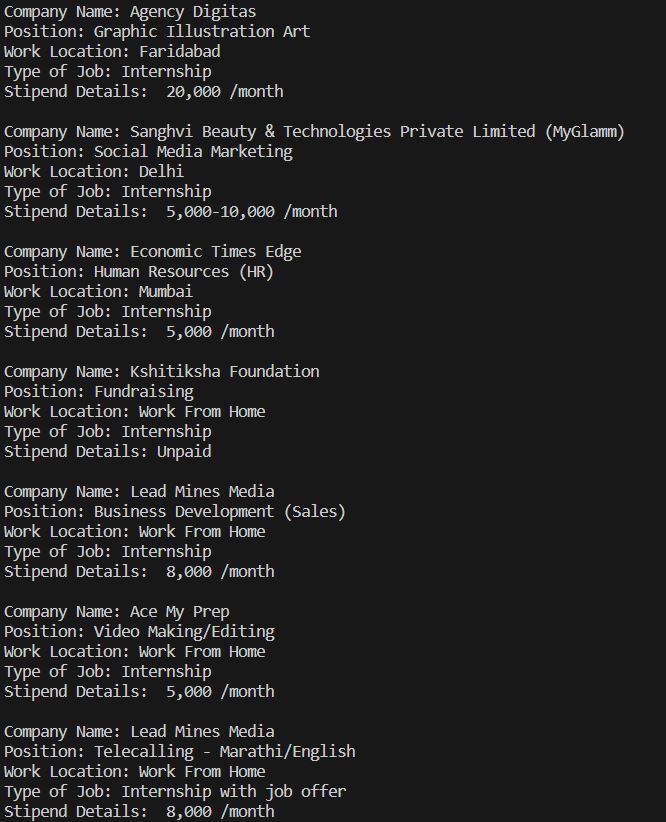 Company Name: Agency Digitas
Position: Graphic Illustration Art
Work Location: Faridabad
Type of Job: Internship
Stipend Details:  20,000 /month

Company Name: Sanghvi Beauty & Technologies Private Limited (MyGlamm)
Position: Social Media Marketing
Work Location: Delhi
Type of Job: Internship
Stipend Details:  5,000-10,000 /month

Company Name: Economic Times Edge
Position: Human Resources (HR)
Work Location: Mumbai
Type of Job: Internship
Stipend Details:  5,000 /month

Company Name: Kshitiksha Foundation
Position: Fundraising
Work Location: Work From Home
Type of Job: Internship
Stipend Details: Unpaid

Company Name: Lead Mines Media
Position: Business Development (Sales)
Work Location: Work From Home
Type of Job: Internship
Stipend Details:  8,000 /month

Company Name: Ace My Prep
Position: Video Making/Editing
Work Location: Work From Home
Type of Job: Internship
Stipend Details:  5,000 /month

Company Name: Lead Mines Media
Position: Telecalling - Marathi/English
Work Location: Work From Home
Type of Job: Internship with job offer
Stipend Details:  8,000 /month